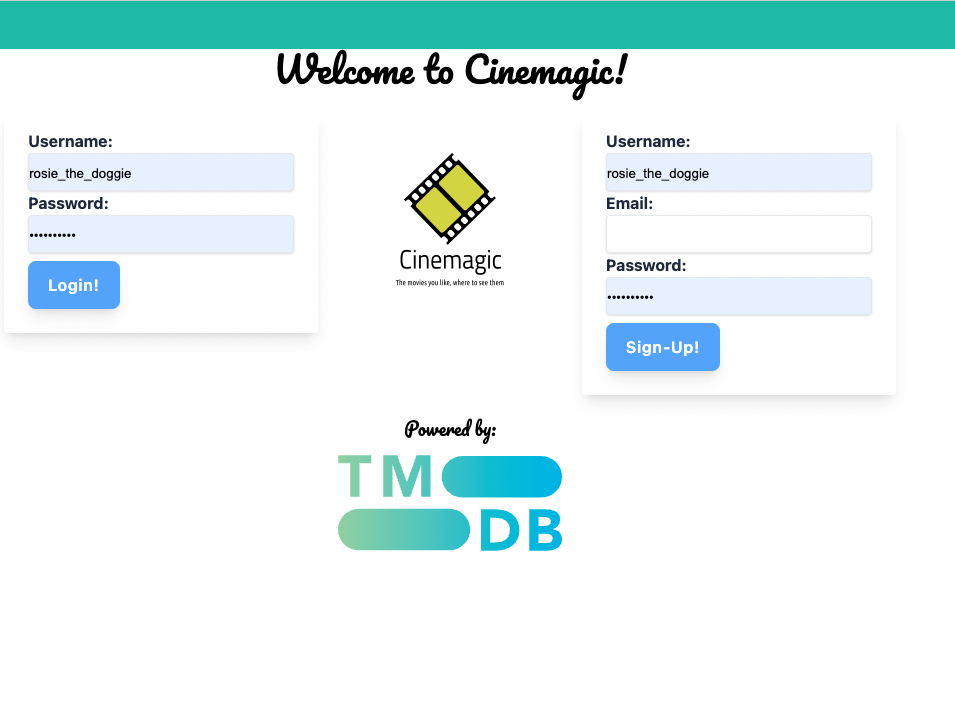 Welcome to Cinemagic!
Username:
rosie_the_doggie
Password:
••••••••••
Login!
Cinemagic
The movies you like, where to see them
Username:
rosie_the_doggie
Email:
Password:
••••••••••
Sign-Up!
Powered by:
TM
DB